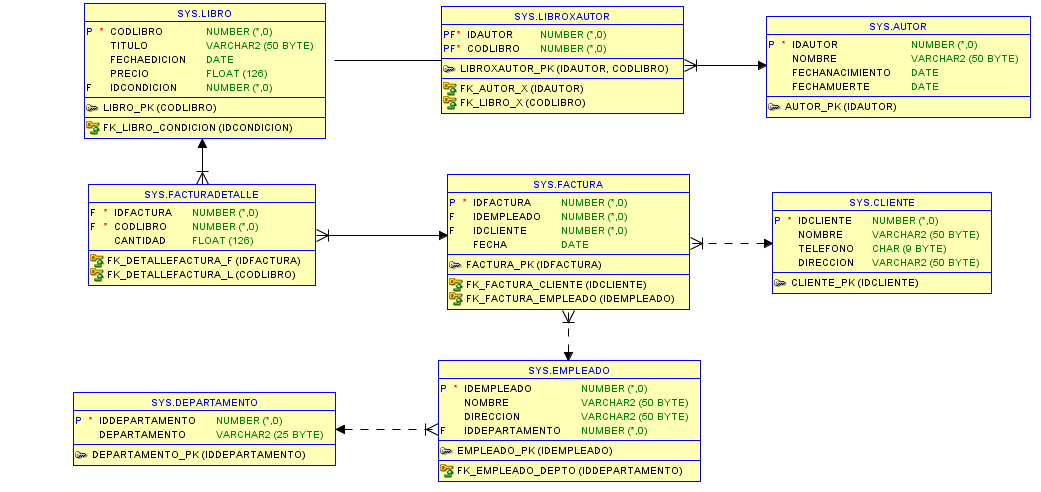 SYS.LIBRO
P * CODLIBRO NUMBER (*,0)
TITULO VARCHAR2 (50 BYTE)
FECHAEDICION DATE
PRECIO FLOAT (126)
F IDCONDICION NUMBER (*,0)
LIBRO_PK (CODLIBRO)
FK_LIBRO_CONDICION (IDCONDICION)
SYS.LIBROXAUTOR
PF* IDAUTOR NUMBER (*,0)
PF* CODLIBRO NUMBER (*,0)
LIBROXAUTOR_PK (IDAUTOR, CODLIBRO)
FK_AUTOR_X (IDAUTOR)
FK_LIBRO_X (CODLIBRO)
SYS.AUTOR
P * IDAUTOR NUMBER (*,0)
NOMBRE VARCHAR2 (50 BYTE)
FECHANACIMIENTO DATE
FECHAMUERTE DATE
AUTOR_PK (IDAUTOR)
SYS.FACTURADETALLE
F * IDFACTURA NUMBER (*,0)
F * CODLIBRO NUMBER (*,0)
CANTIDAD FLOAT (126)
FK_DETALLEFACTURA_F (IDFACTURA)
FK_DETALLEFACTURA_L (CODLIBRO)
SYS.FACTURA
P * IDFACTURA NUMBER (*,0)
F IDEMPLEADO NUMBER (*,0)
F IDCLIENTE NUMBER (*,0)
FECHA DATE
FACTURA_PK (IDFACTURA)
FK_FACTURA_CLIENTE (IDCLIENTE)
FK_FACTURA_EMPLEADO (IDEMPLEADO)
SYS.CLIENTE
P * IDCLIENTE NUMBER (*,0)
NOMBRE VARCHAR2 (50 BYTE)
TELEFONO CHAR (9 BYTE)
DIRECCION VARCHAR2 (50 BYTE)
CLIENTE_PK (IDCLIENTE)
SYS.DEPARTAMENTO
P * IDDEPARTAMENTO NUMBER (*,0)
DEPARTAMENTO VARCHAR2 (25 BYTE)
DEPARTAMENTO_PK (IDDEPARTAMENTO)
SYS.EMPLEADO
P * IDEMPLEADO NUMBER (*,0)
NOMBRE VARCHAR2 (50 BYTE)
DIRECCION VARCHAR2 (50 BYTE)
F IDDEPARTAMENTO NUMBER (*,0)
EMPLEADO_PK (IDEMPLEADO)
FK_EMPLEADO_DEPTO (IDDEPARTAMENTO)